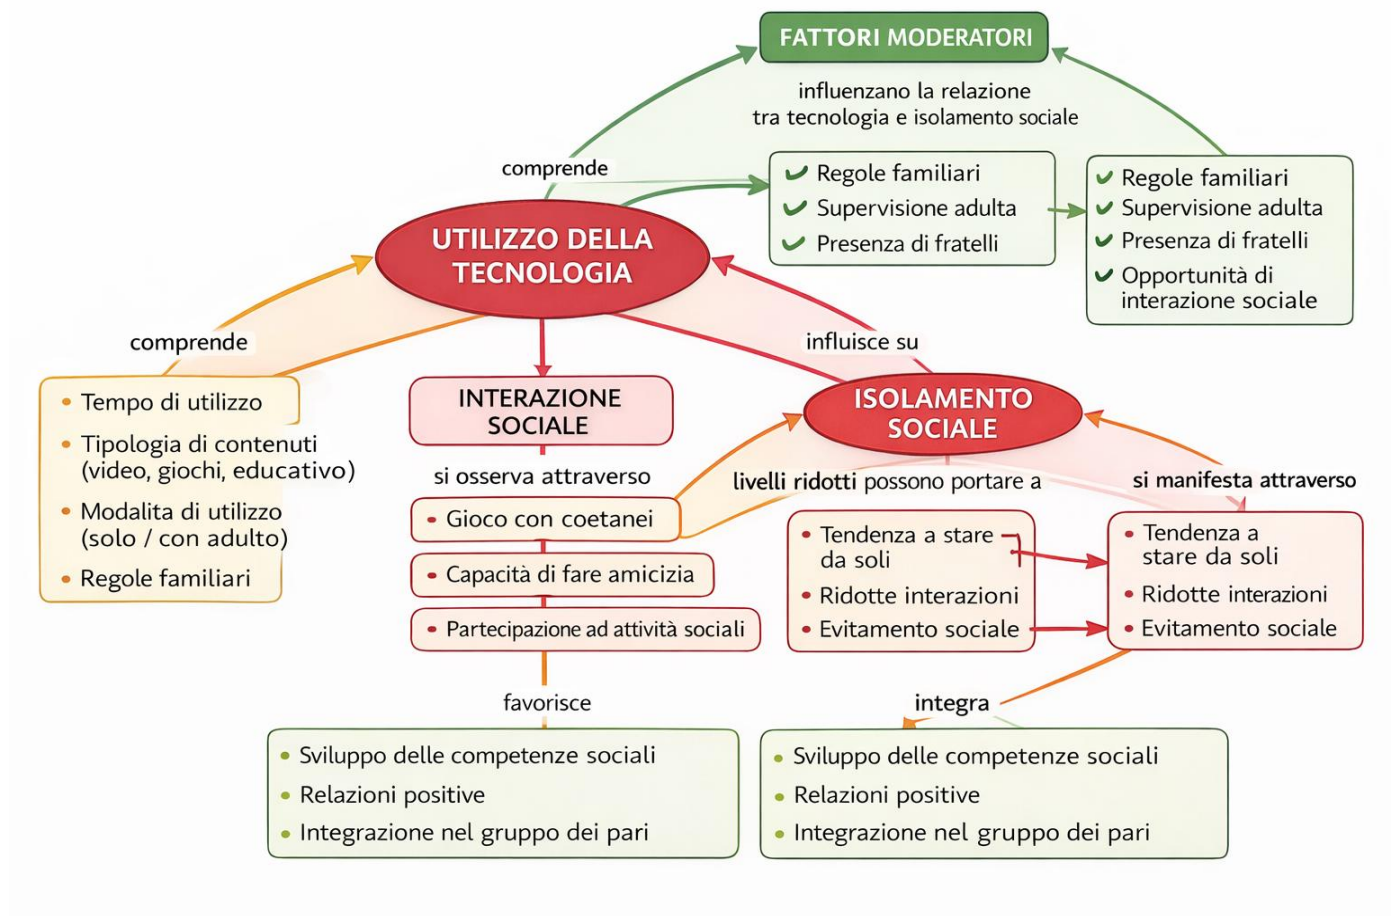 FATTORI MODERATORI
influenzano la relazione
tra tecnologia e isolamento sociale
comprende
Regole familiari
Supervisione adulta
Presenza di fratelli
Regole familiari
Supervisione adulta
Presenza di fratelli
Opportunità di
interazione sociale
UTILIZZO DELLA
TECNOLOGIA
comprende
influisce su
Tempo di utilizzo
Tipologia di contenuti
(video, giochi, educativo)
Modalita di utilizzo
(solo / con adulto)
Regole familiari
INTERAZIONE
SOCIALE
si osserva attraverso
Gioco con coetanei
Capacità di fare amicizia
Partecipazione ad attività sociali
ISOLAMENTO
SOCIALE
livelli ridotti possono portare a
si manifesta attraverso
Tendenza a stare
da soli
Ridotte interazioni
Evitamento sociale
Tendenza a
stare da soli
Ridotte interazioni
Evitamento sociale
favorisce
integra
Sviluppo delle competenze sociali
Relazioni positive
Integrazione nel gruppo dei pari
Sviluppo delle competenze sociali
Relazioni positive
Integrazione nel gruppo dei pari